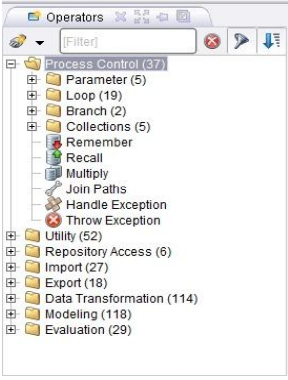 Operators
[Filter]
Process Control (37)
Parameter (5)
Loop (19)
Branch (2)
Collections (5)
Remember
Recall
Multiply
Join Paths
Handle Exception
Throw Exception
Utility (52)
Repository Access (6)
Import (27)
Export (18)
Data Transformation (114)
Modeling (118)
Evaluation (29)